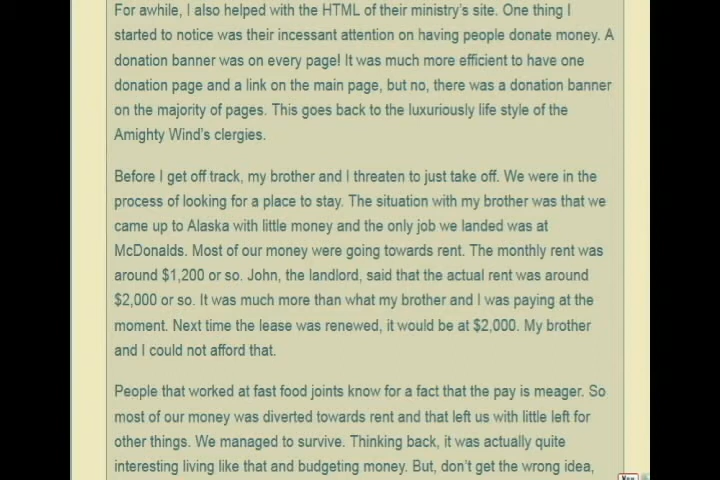 For awhile, I also helped with the HTML of their ministry's site. One thing I
started to notice was their incessant attention on having people donate money. A
donation banner was on every page! It was much more efficient to have one
donation page and a link on the main page, but no, there was a donation banner
on the majority of pages. This goes back to the luxuriously life style of the
Amighty Wind's clergies.
Before I get off track, my brother and I threaten to just take off. We were in the
process of looking for a place to stay. The situation with my brother was that we
came up to Alaska with little money and the only job we landed was at
McDonalds. Most of our money were going towards rent. The monthly rent was
around $1,200 or so. John, the landlord, said that the actual rent was around
$2,000 or so. It was much more than what my brother and I was paying at the
moment. Next time the lease was renewed, it would be at $2,000. My brother
and I could not afford that.
People that worked at fast food joints know for a fact that the pay is meager. So
most of our money was diverted towards rent and that left us with little left for
other things. We managed to survive. Thinking back, it was actually quite
interesting living like that and budgeting money. But, don't get the wrong idea,